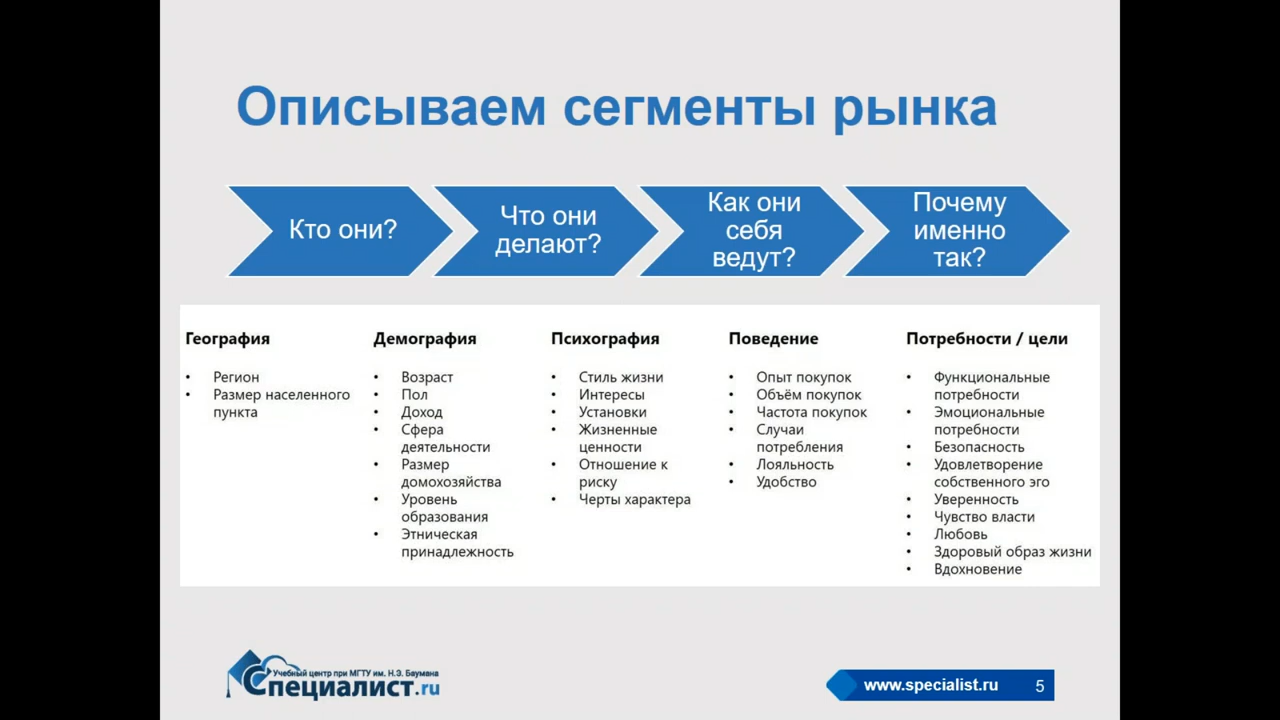 Описываем сегменты рынка
Кто они?
Что они
делают?
Как они
себя
ведут?
Почему
именно
так?
География
• Регион
• Размер населенного
пункта
Демография
• Возраст
• Пол
• Доход
• Сфера
деятельности
• Размер
домохозяйства
• Уровень
образования
• Этническая
принадлежность
Психография
• Стиль жизни
• Интересы
• Установки
• Жизненные
ценности
• Отношение к
риску
• Черты характера
Поведение
• Опыт покупок
• Объём покупок
• Частота покупок
• Случаи
потребления
• Лояльность
• Удобство
Потребности / цели
• Функциональные
потребности
• Эмоциональные
потребности
• Безопасность
• Удовлетворение
собственного эго
• Уверенность
• Чувство власти
• Любовь
• Здоровый образ жизни
• Вдохновение
Учебный центр при МГТУ им. Н.Э. Баумана
Специалист.ru
www.specialist.ru 5